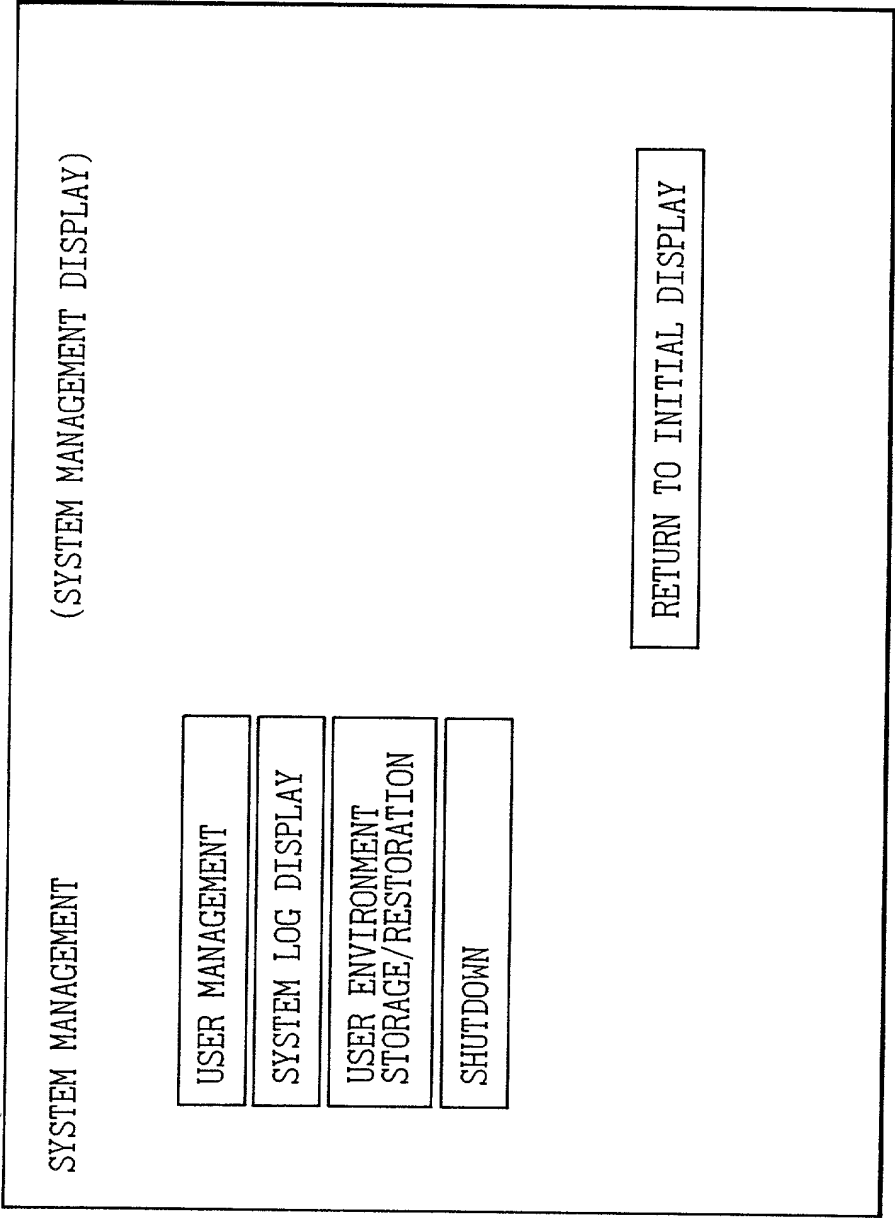 SYSTEM MANAGEMENT
(SYSTEM MANAGEMENT DISPLAY)
USER MANAGEMENT
SYSTEM LOG DISPLAY
USER ENVIRONMENT
STORAGE/RESTORATION
SHUTDOWN
RETURN TO INITIAL DISPLAY